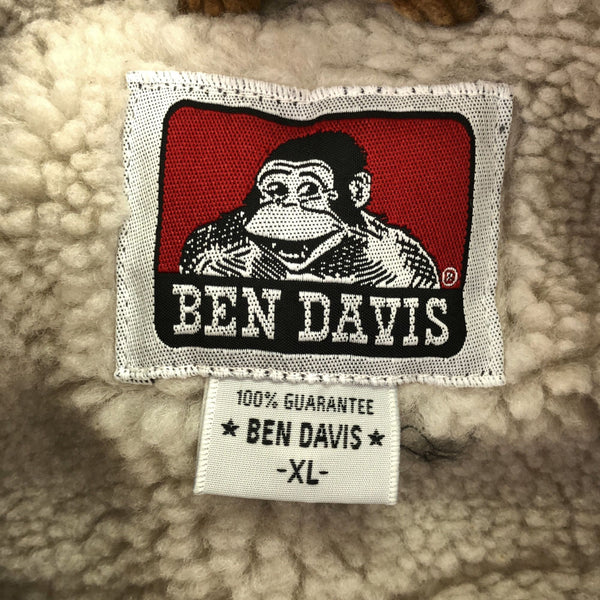 BEN DAVIS
®
100% GUARANTEE
★ BEN DAVIS ★
-XL-